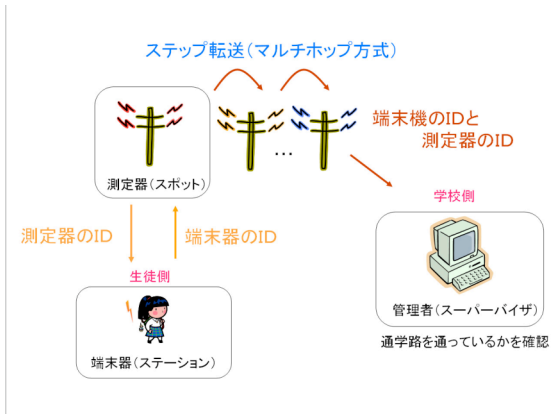 ステップ転送(マルチホップ方式)
端末機のIDと
測定器のID
...
測定器(スポット)
測定器のID
端末器のID
生徒側
端末器(ステーション)
学校側
管理者(スーパーバイザ)
通学路を通っているかを確認